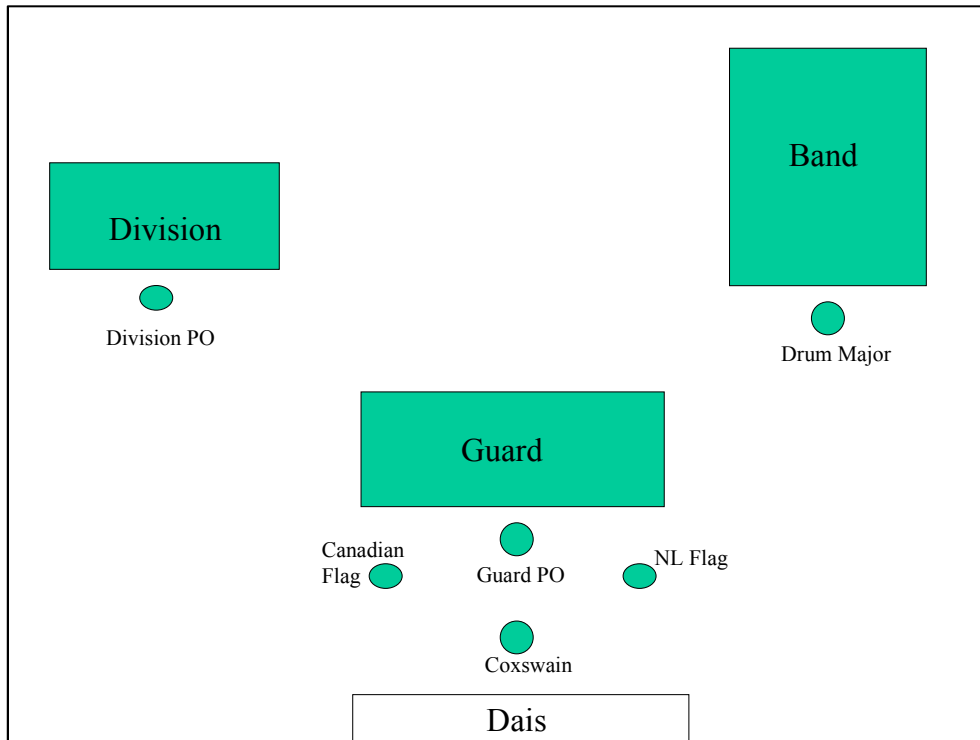 Band
Division
Division PO
Drum Major
Guard
Canadian
Flag
Guard PO
NL Flag
Coxswain
Dais